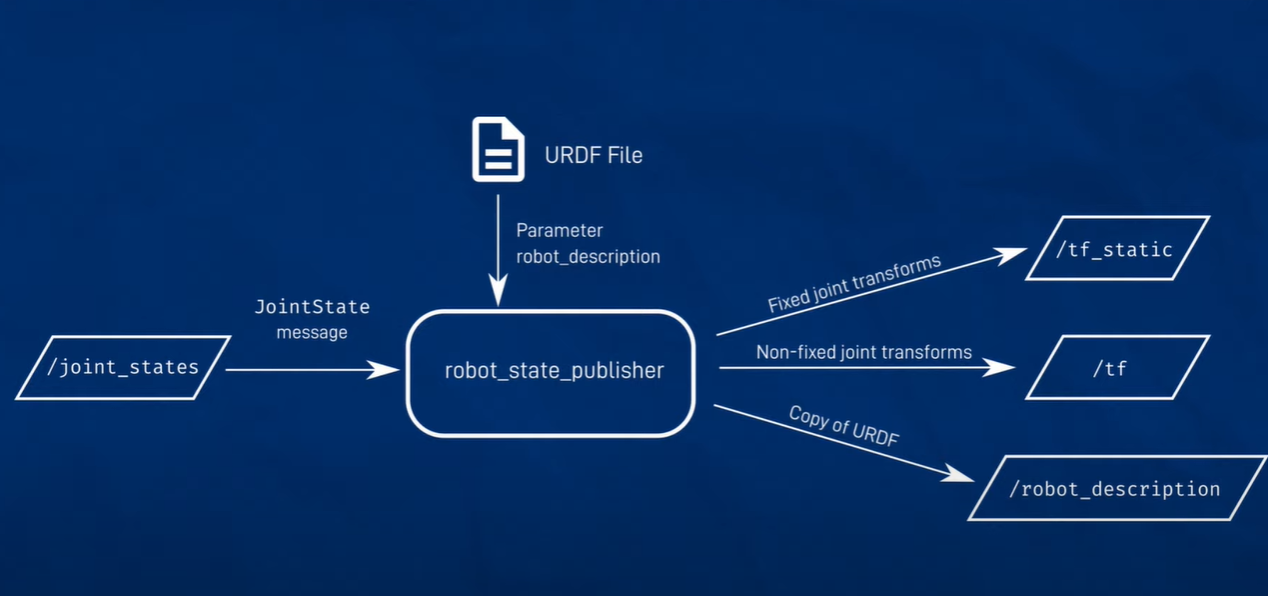 URDF File
Parameter
robot_description
JointState
message
/joint_states
robot_state_publisher
Fixed joint transforms
/tf_static
Non-fixed joint transforms
/tf
Copy of URDF
/robot_description